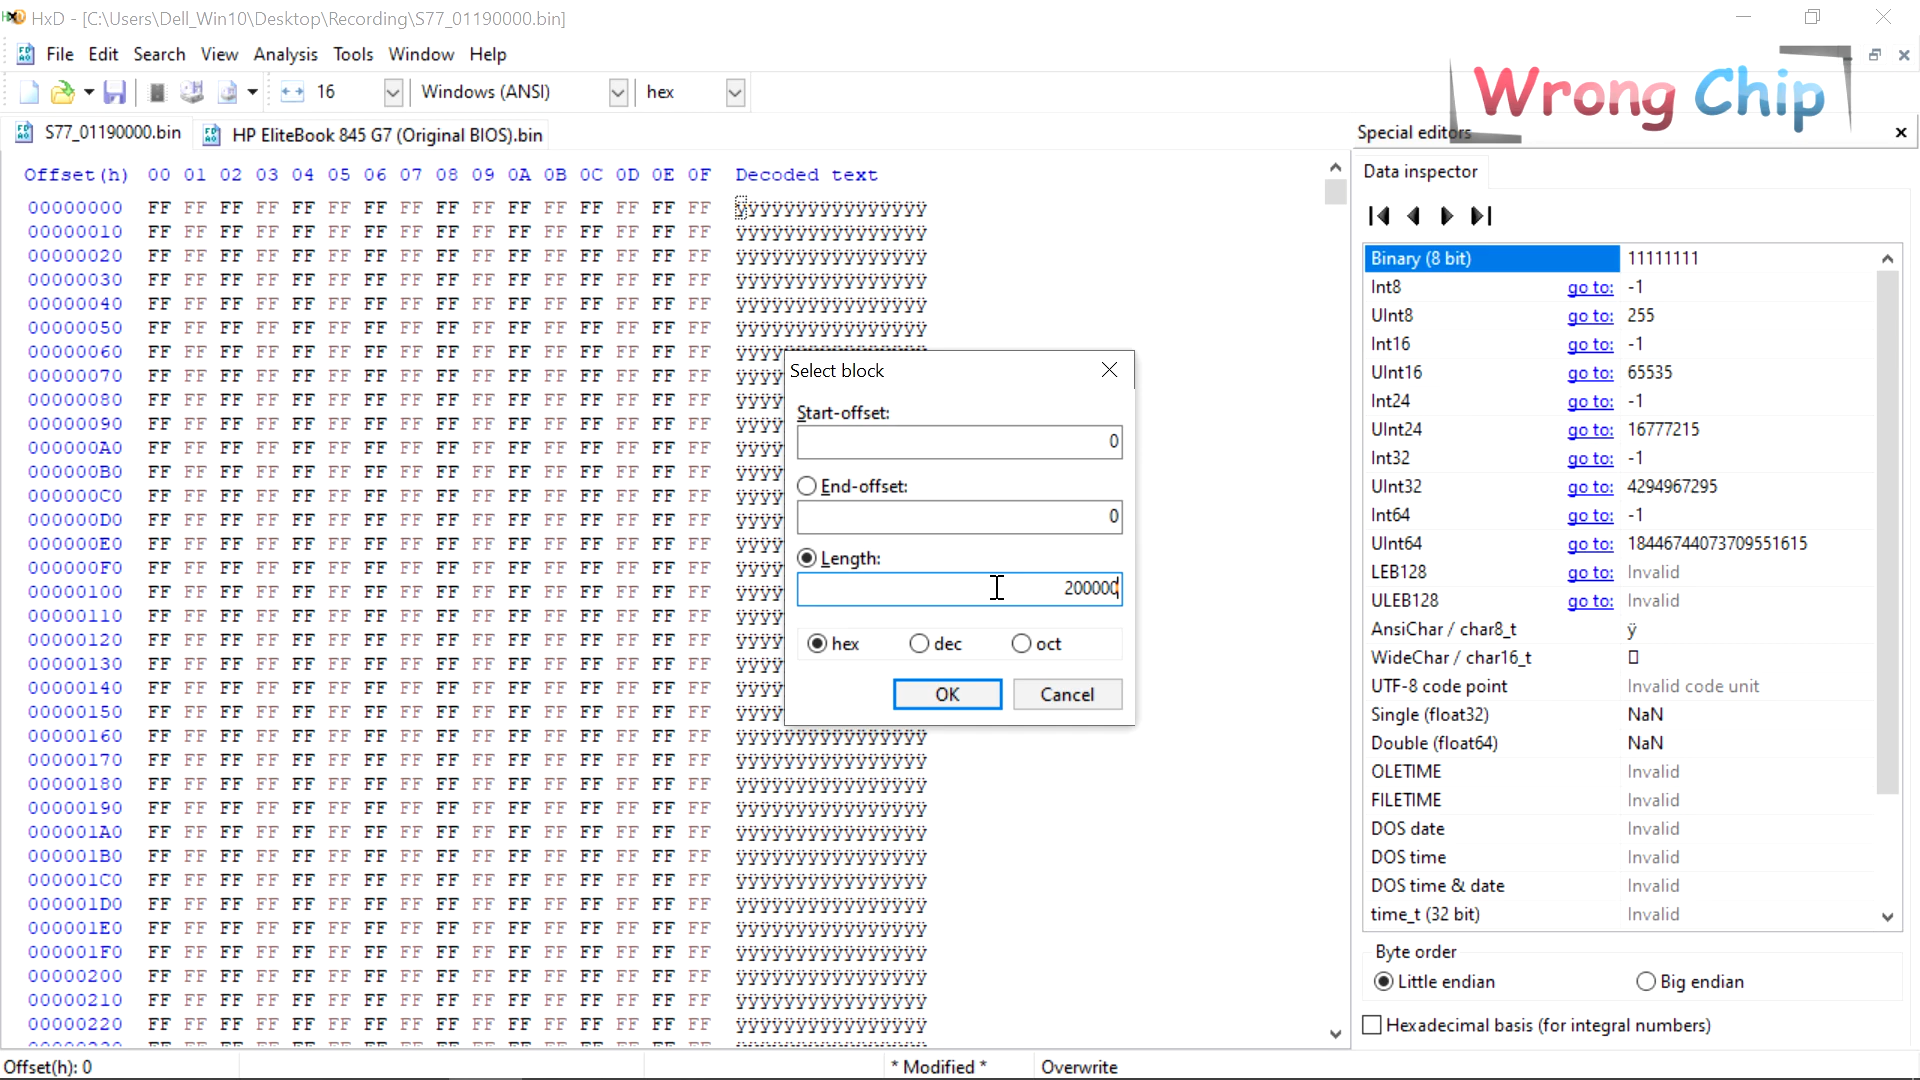 HxD - [C:\Users\Dell_Win10\Desktop\Recording\S77_01190000.bin]
File Edit Search View Analysis Tools Window Help
16 Windows (ANSI) hex
Wrong Chip
S77_01190000.bin HP EliteBook 845 G7 (Original BIOS).bin
Special editors
Data inspector
Offset(h) 00 01 02 03 04 05 06 07 08 09 0A 0B 0C 0D 0E 0F Decoded text
00000000 FF FF FF FF FF FF FF FF FF FF FF FF FF FF FF FF ÿÿÿÿÿÿÿÿÿÿÿÿÿÿÿÿ
00000010 FF FF FF FF FF FF FF FF FF FF FF FF FF FF FF FF ÿÿÿÿÿÿÿÿÿÿÿÿÿÿÿÿ
00000020 FF FF FF FF FF FF FF FF FF FF FF FF FF FF FF FF ÿÿÿÿÿÿÿÿÿÿÿÿÿÿÿÿ
00000030 FF FF FF FF FF FF FF FF FF FF FF FF FF FF FF FF ÿÿÿÿÿÿÿÿÿÿÿÿÿÿÿÿ
00000040 FF FF FF FF FF FF FF FF FF FF FF FF FF FF FF FF ÿÿÿÿÿÿÿÿÿÿÿÿÿÿÿÿ
00000050 FF FF FF FF FF FF FF FF FF FF FF FF FF FF FF FF ÿÿÿÿÿÿÿÿÿÿÿÿÿÿÿÿ
00000060 FF FF FF FF FF FF FF FF FF FF FF FF FF FF FF FF ÿÿÿÿ
00000070 FF FF FF FF FF FF FF FF FF FF FF FF FF FF FF FF ÿÿÿÿ
00000080 FF FF FF FF FF FF FF FF FF FF FF FF FF FF FF FF ÿÿÿÿ
00000090 FF FF FF FF FF FF FF FF FF FF FF FF FF FF FF FF ÿÿÿÿ
000000A0 FF FF FF FF FF FF FF FF FF FF FF FF FF FF FF FF ÿÿÿÿ
000000B0 FF FF FF FF FF FF FF FF FF FF FF FF FF FF FF FF ÿÿÿÿ
000000C0 FF FF FF FF FF FF FF FF FF FF FF FF FF FF FF FF ÿÿÿÿ
000000D0 FF FF FF FF FF FF FF FF FF FF FF FF FF FF FF FF ÿÿÿÿ
000000E0 FF FF FF FF FF FF FF FF FF FF FF FF FF FF FF FF ÿÿÿÿ
000000F0 FF FF FF FF FF FF FF FF FF FF FF FF FF FF FF FF ÿÿÿÿ
00000100 FF FF FF FF FF FF FF FF FF FF FF FF FF FF FF FF ÿÿÿÿ
00000110 FF FF FF FF FF FF FF FF FF FF FF FF FF FF FF FF ÿÿÿÿ
00000120 FF FF FF FF FF FF FF FF FF FF FF FF FF FF FF FF ÿÿÿÿ
00000130 FF FF FF FF FF FF FF FF FF FF FF FF FF FF FF FF ÿÿÿÿ
00000140 FF FF FF FF FF FF FF FF FF FF FF FF FF FF FF FF ÿÿÿÿ
00000150 FF FF FF FF FF FF FF FF FF FF FF FF FF FF FF FF ÿÿÿÿ
00000160 FF FF FF FF FF FF FF FF FF FF FF FF FF FF FF FF ÿÿÿÿÿÿÿÿÿÿÿÿÿÿÿÿ
00000170 FF FF FF FF FF FF FF FF FF FF FF FF FF FF FF FF ÿÿÿÿÿÿÿÿÿÿÿÿÿÿÿÿ
00000180 FF FF FF FF FF FF FF FF FF FF FF FF FF FF FF FF ÿÿÿÿÿÿÿÿÿÿÿÿÿÿÿÿ
00000190 FF FF FF FF FF FF FF FF FF FF FF FF FF FF FF FF ÿÿÿÿÿÿÿÿÿÿÿÿÿÿÿÿ
000001A0 FF FF FF FF FF FF FF FF FF FF FF FF FF FF FF FF ÿÿÿÿÿÿÿÿÿÿÿÿÿÿÿÿ
000001B0 FF FF FF FF FF FF FF FF FF FF FF FF FF FF FF FF ÿÿÿÿÿÿÿÿÿÿÿÿÿÿÿÿ
000001C0 FF FF FF FF FF FF FF FF FF FF FF FF FF FF FF FF ÿÿÿÿÿÿÿÿÿÿÿÿÿÿÿÿ
000001D0 FF FF FF FF FF FF FF FF FF FF FF FF FF FF FF FF ÿÿÿÿÿÿÿÿÿÿÿÿÿÿÿÿ
000001E0 FF FF FF FF FF FF FF FF FF FF FF FF FF FF FF FF ÿÿÿÿÿÿÿÿÿÿÿÿÿÿÿÿ
000001F0 FF FF FF FF FF FF FF FF FF FF FF FF FF FF FF FF ÿÿÿÿÿÿÿÿÿÿÿÿÿÿÿÿ
00000200 FF FF FF FF FF FF FF FF FF FF FF FF FF FF FF FF ÿÿÿÿÿÿÿÿÿÿÿÿÿÿÿÿ
00000210 FF FF FF FF FF FF FF FF FF FF FF FF FF FF FF FF ÿÿÿÿÿÿÿÿÿÿÿÿÿÿÿÿ
00000220 FF FF FF FF FF FF FF FF FF FF FF FF FF FF FF FF ÿÿÿÿÿÿÿÿÿÿÿÿÿÿÿÿ
Select block
Start-offset:
0
End-offset:
0
Length:
200000
hex dec oct
OK Cancel
Binary (8 bit) 11111111
Int8 go to: -1
UInt8 go to: 255
Int16 go to: -1
UInt16 go to: 65535
Int24 go to: -1
UInt24 go to: 16777215
Int32 go to: -1
UInt32 go to: 4294967295
Int64 go to: -1
UInt64 go to: 18446744073709551615
LEB128 go to: Invalid
ULEB128 go to: Invalid
AnsiChar / char8_t ÿ
WideChar / char16_t
UTF-8 code point Invalid code unit
Single (float32) NaN
Double (float64) NaN
OLETIME Invalid
FILETIME Invalid
DOS date Invalid
DOS time Invalid
DOS time & date Invalid
time_t (32 bit) Invalid
Byte order
Little endian Big endian
Hexadecimal basis (for integral numbers)
Offset(h): 0 * Modified * Overwrite